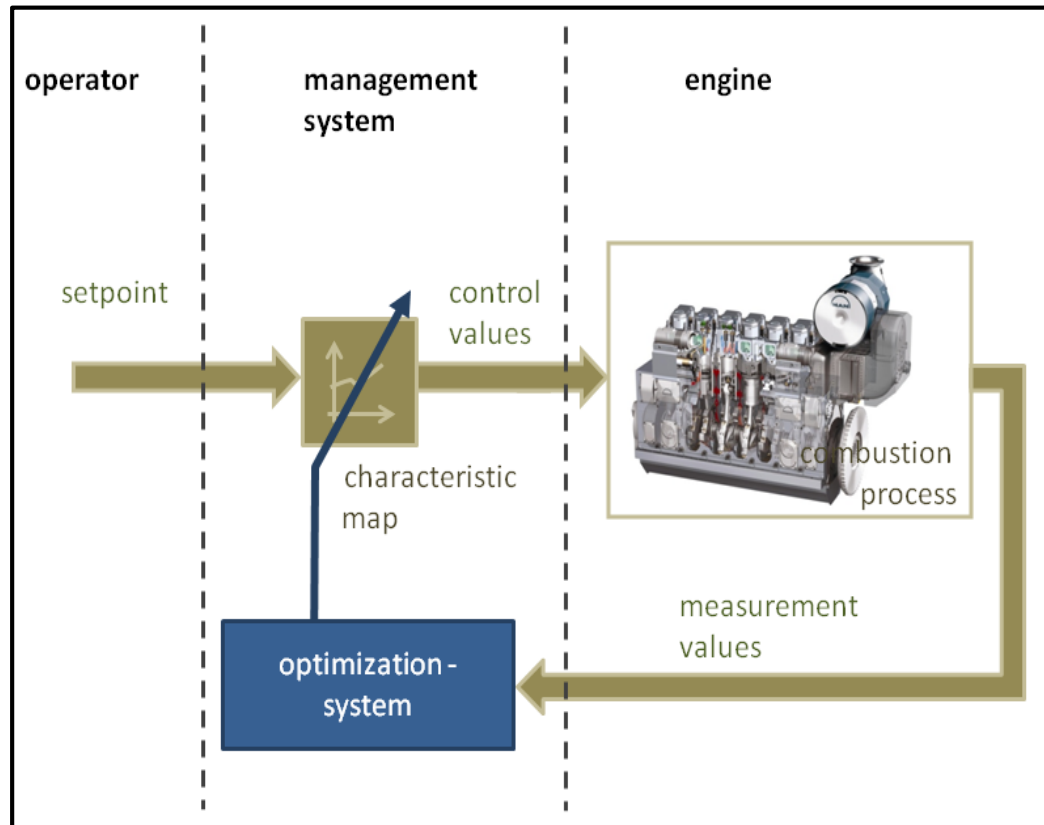 operator
management
system
engine
setpoint
control
values
characteristic
map
combustion
process
measurement
values
optimization -
system